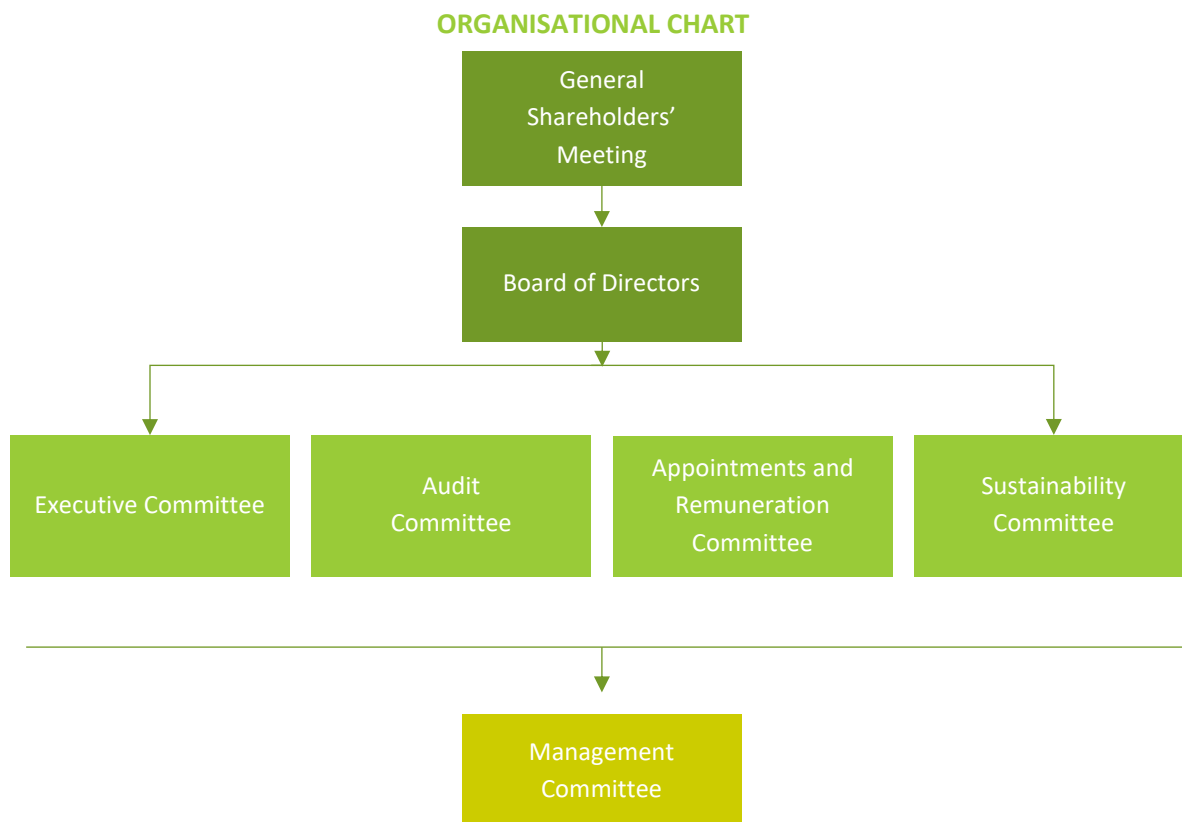 ORGANISATIONAL CHART
General
Shareholders’
Meeting
Board of Directors
Executive Committee
Audit
Committee
Appointments and
Remuneration
Committee
Sustainability
Committee
Management
Committee